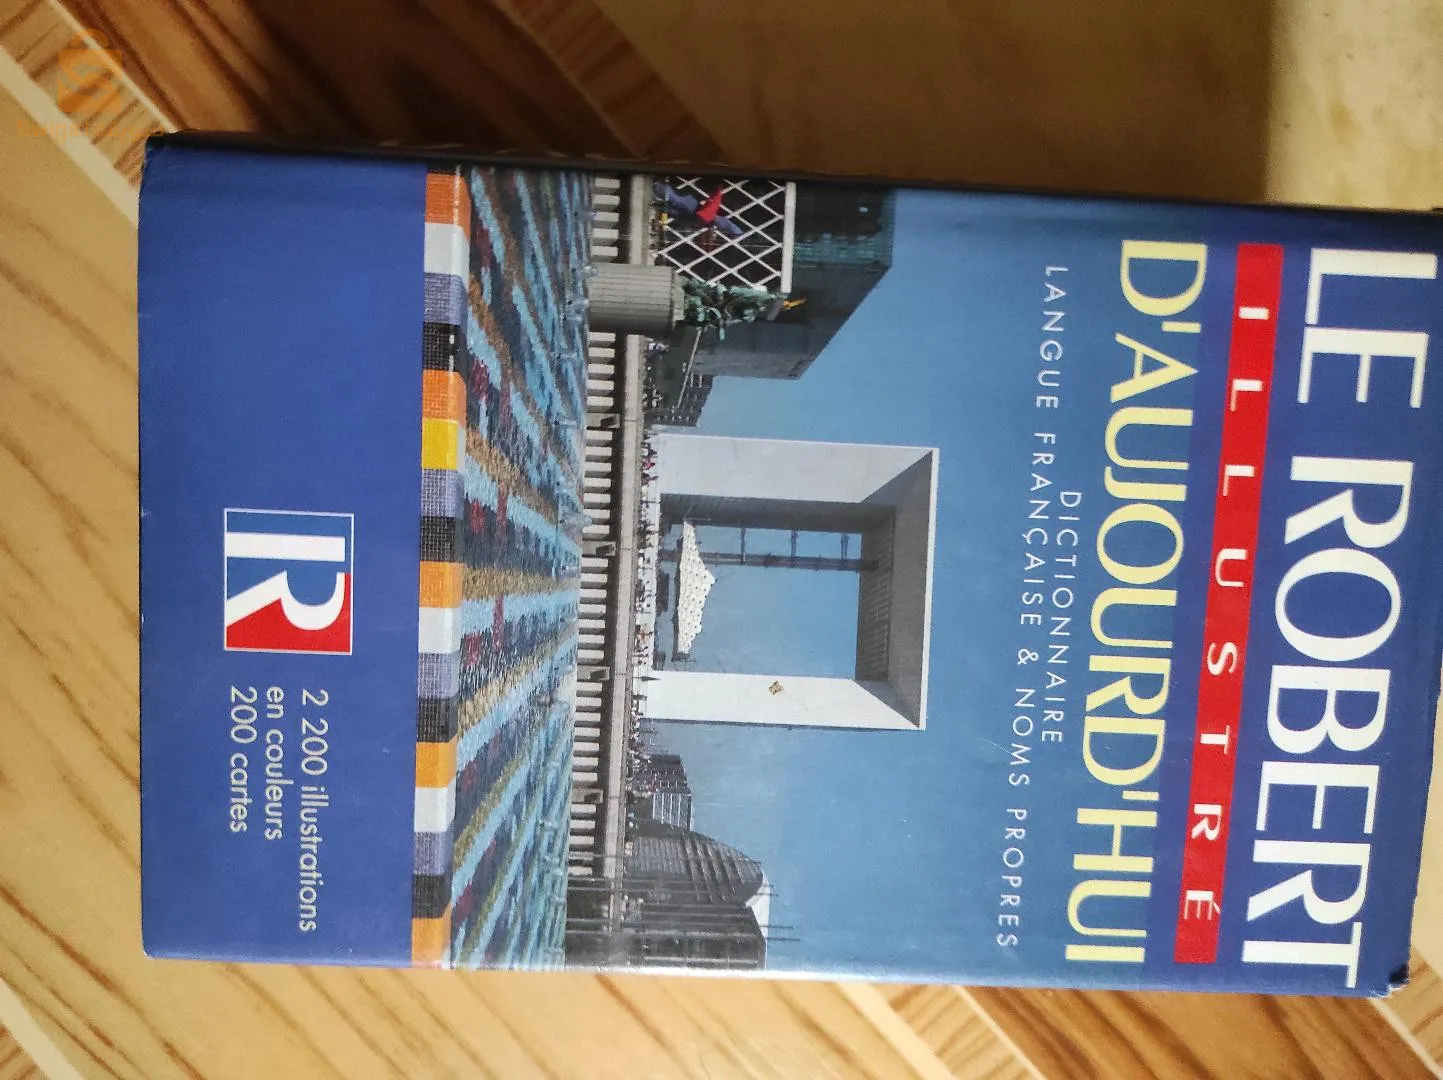 LE ROBERT
ILLUSTRÉ
D'AUJOURD'HUI
DICTIONNAIRE
LANGUE FRANÇAISE & NOMS PROPRES
R
2 200 illustrations
en couleurs
200 cartes